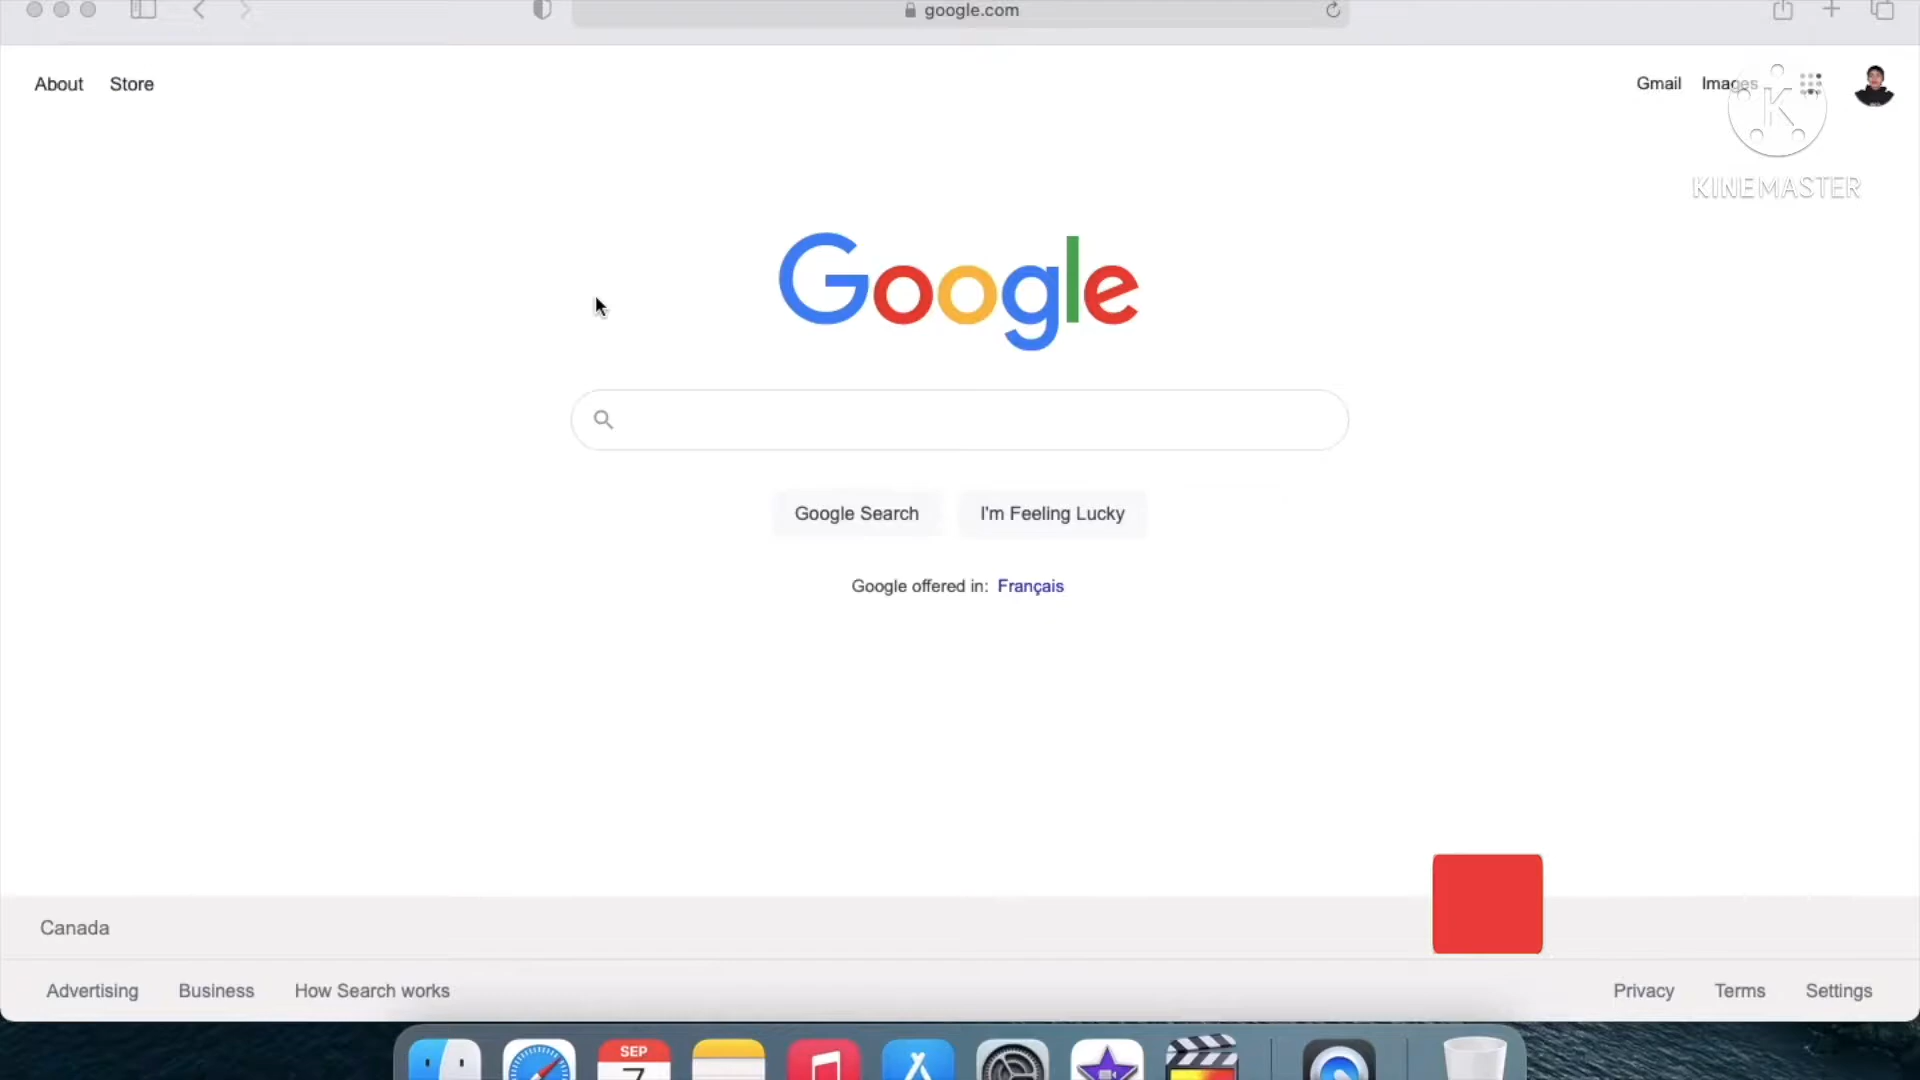 google.com
About Store
Gmail Images
K
KINEMASTER
Google
Google Search I'm Feeling Lucky
Google offered in: Français
Canada
Advertising Business How Search works
Privacy Terms Settings
SEP
7